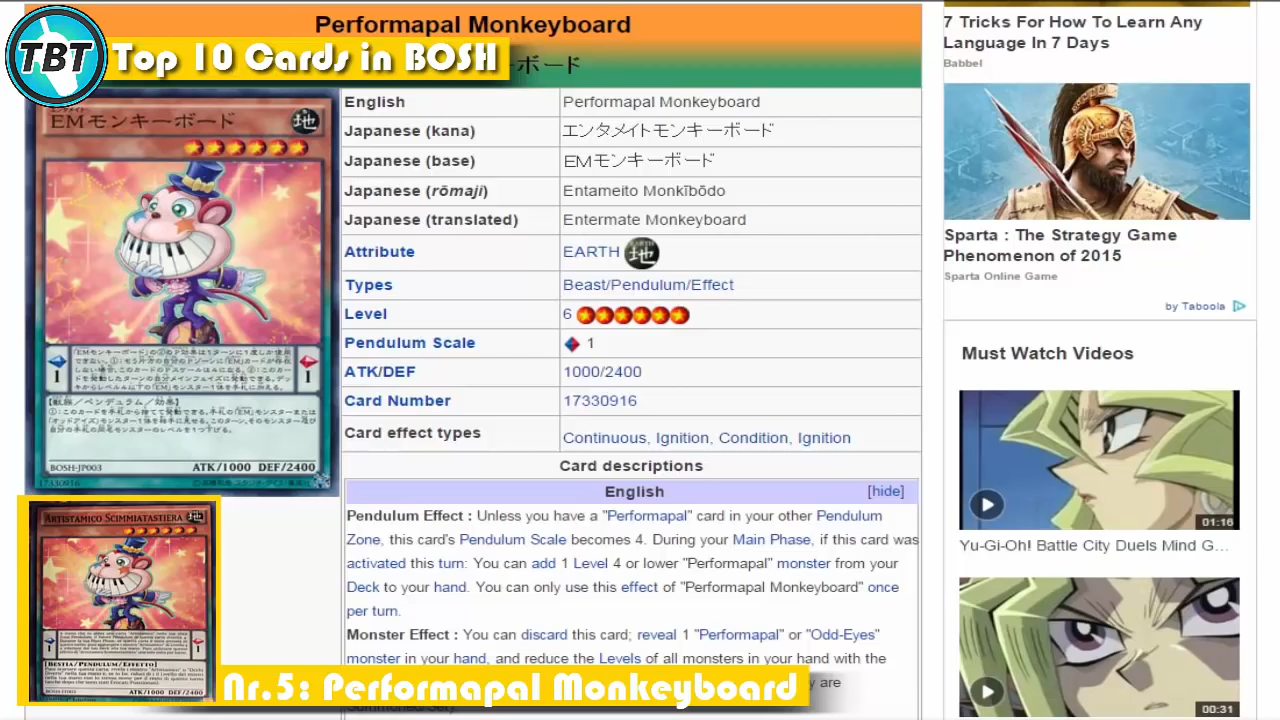 Performapal Monkeyboard
TBT
Top 10 Cards in BOSH
ーボード
EMモンキーボード
地
1
1
BOSH-JP003
ATK/1000 DEF/2400
17330916
English
Performapal Monkeyboard
Japanese (kana)
エンタメイトモンキーボード
Japanese (base)
EMモンキーボード
Japanese (rōmaji)
Entameito Monkībōdo
Japanese (translated)
Entermate Monkeyboard
Attribute
EARTH
Types
Beast/Pendulum/Effect
Level
6
Pendulum Scale
1
ATK/DEF
1000/2400
Card Number
17330916
Card effect types
Continuous, Ignition, Condition, Ignition
Card descriptions
English
[hide]
Pendulum Effect : Unless you have a "Performapal" card in your other Pendulum
Zone, this card's Pendulum Scale becomes 4. During your Main Phase, if this card was
activated this turn: You can add 1 Level 4 or lower "Performapal" monster from your
Deck to your hand. You can only use this effect of "Performapal Monkeyboard" once
per turn.
Monster Effect : You can discard this card; reveal 1 "Performapal" or "Odd-Eyes"
monster in your hand, and reduce the Levels of all monsters in your hand with the
y are
Artistamico Scimmiatastiera
[Bestia/Pendulum/Effetto]
ATK/1000 DEF/2400
Nr.5: Performapal Monkeyboard
7 Tricks For How To Learn Any
Language In 7 Days
Babbel
Sparta : The Strategy Game
Phenomenon of 2015
Sparta Online Game
by Taboola
Must Watch Videos
01:16
Yu-Gi-Oh! Battle City Duels Mind G...
00:31